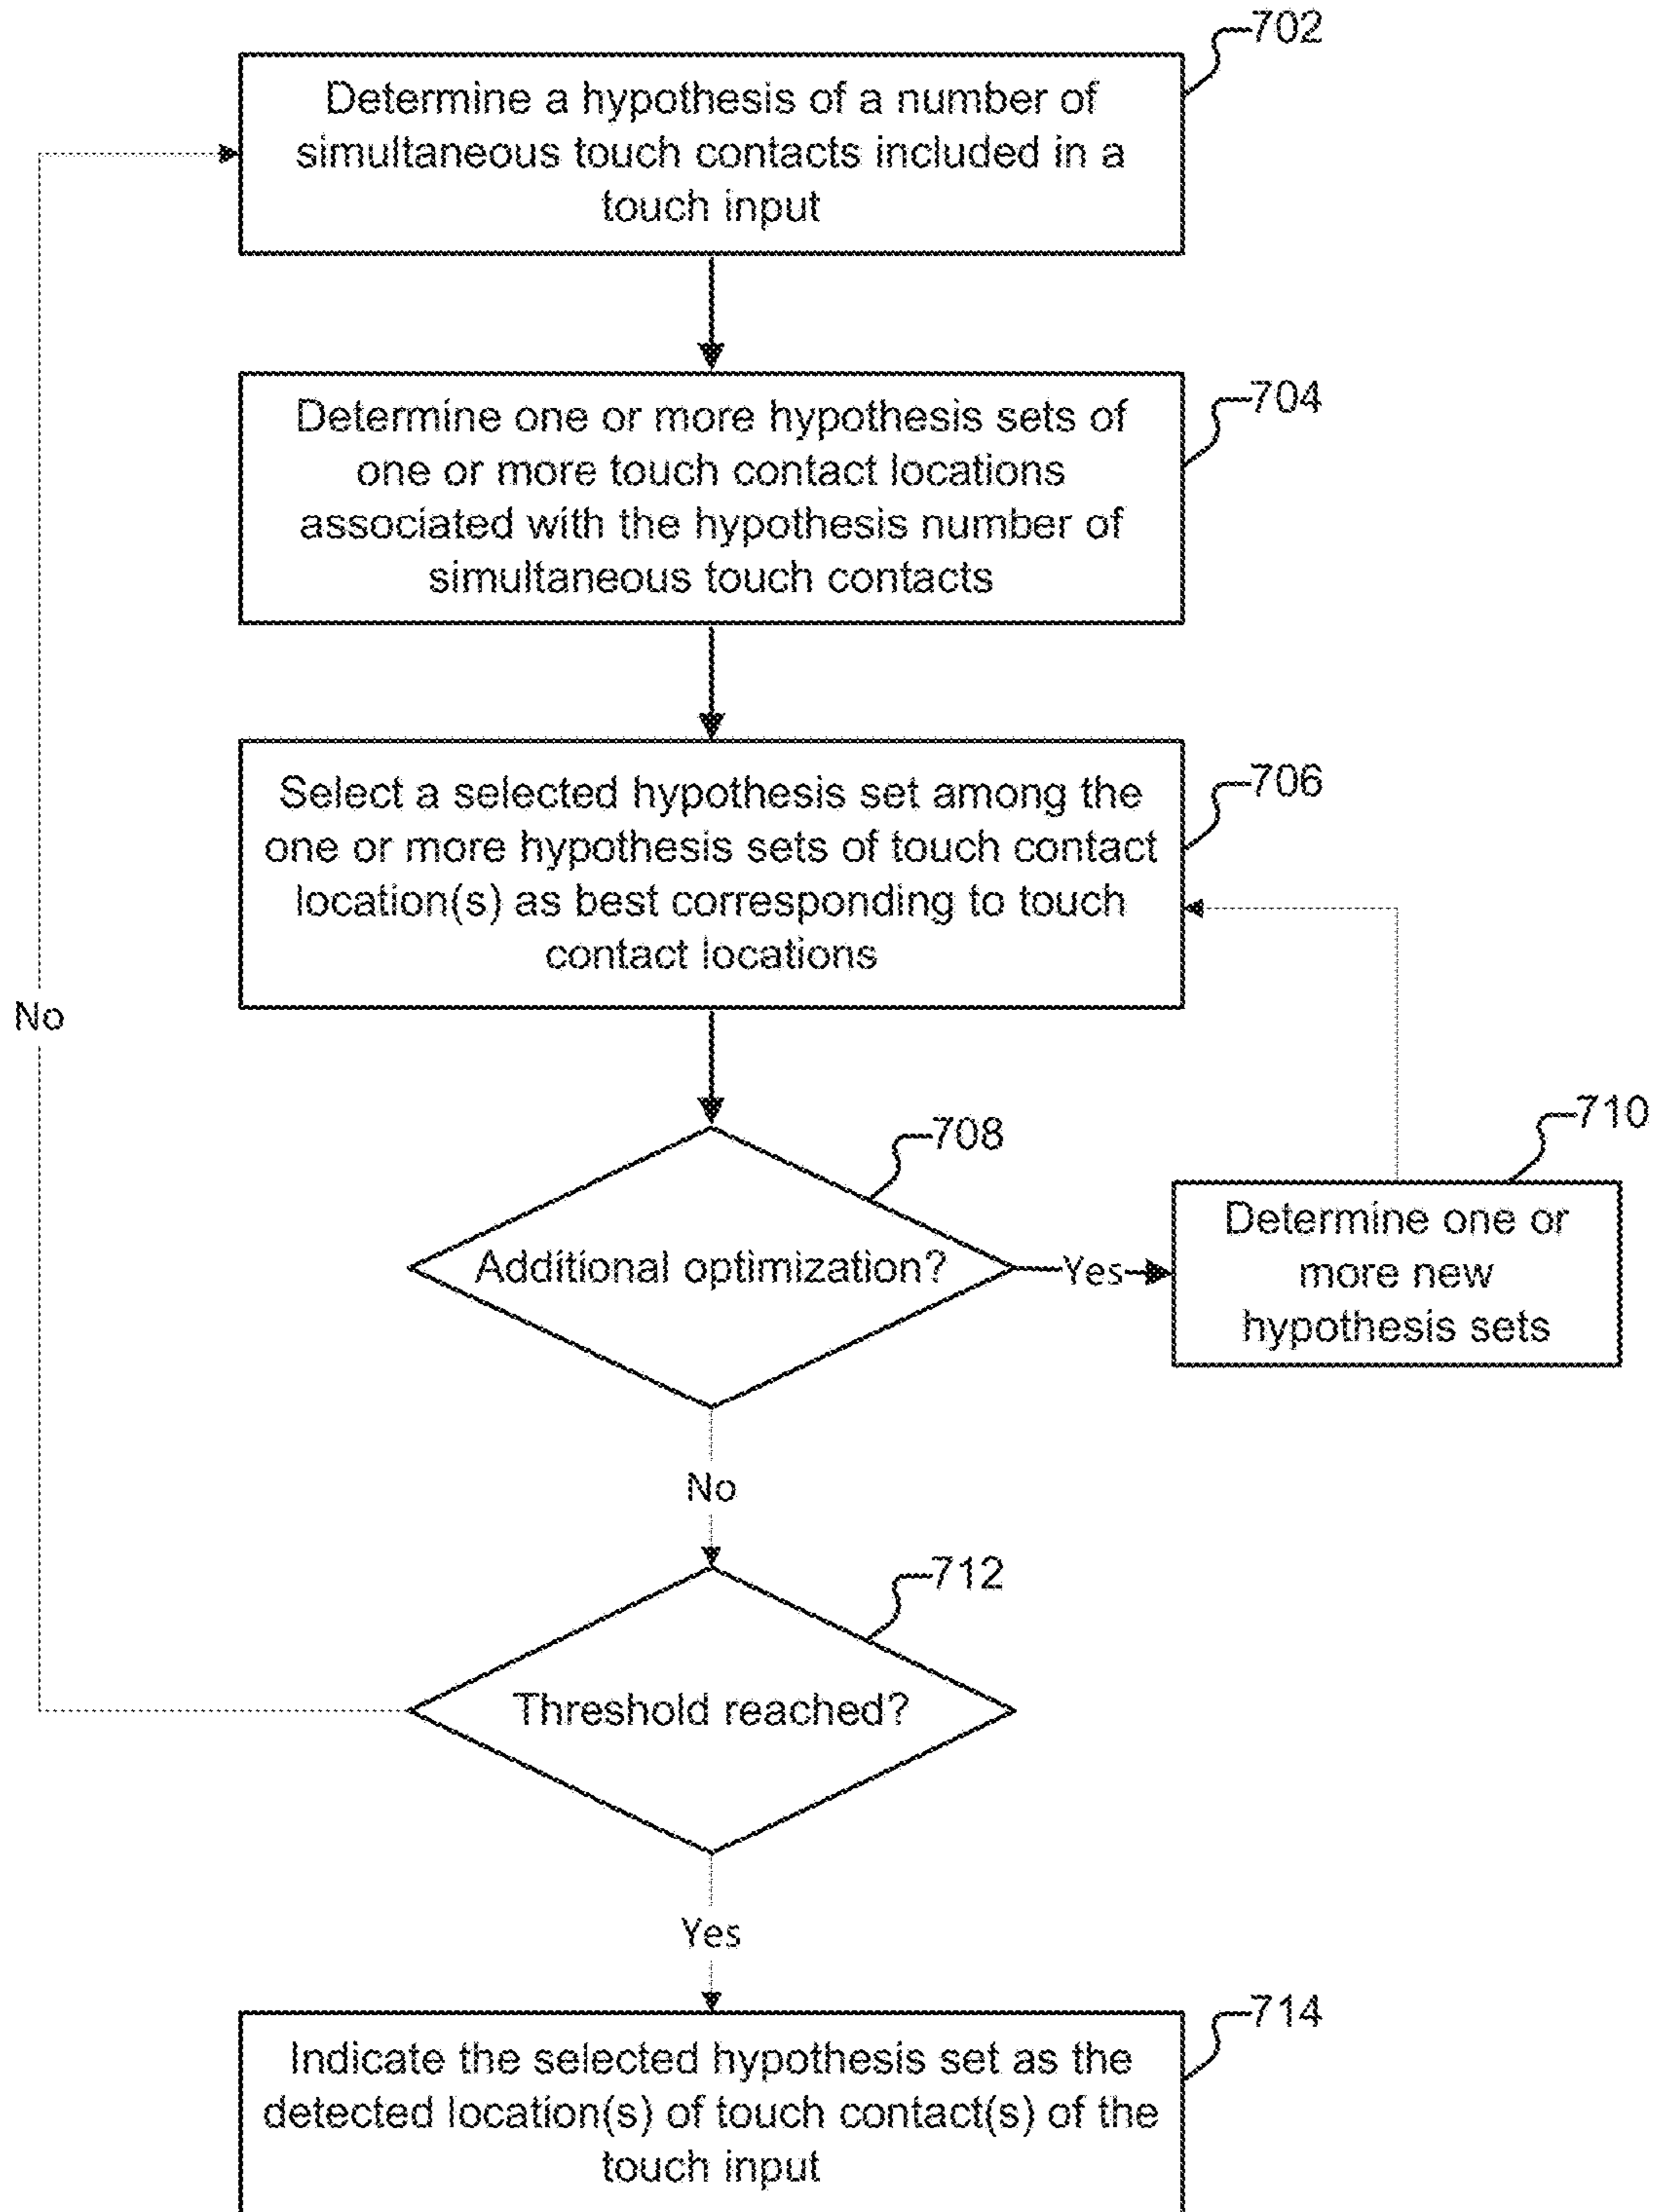 702
Determine a hypothesis of a number of
simultaneous touch contacts included in a
touch input
704
Determine one or more hypothesis sets of
one or more touch contact locations
associated with the hypothesis number of
simultaneous touch contacts
706
Select a selected hypothesis set among the
one or more hypothesis sets of touch contact
location(s) as best corresponding to touch
contact locations
No
708
Additional optimization?
Yes
710
Determine one or
more new
hypothesis sets
No
712
Threshold reached?
Yes
714
Indicate the selected hypothesis set as the
detected location(s) of touch contact(s) of the
touch input